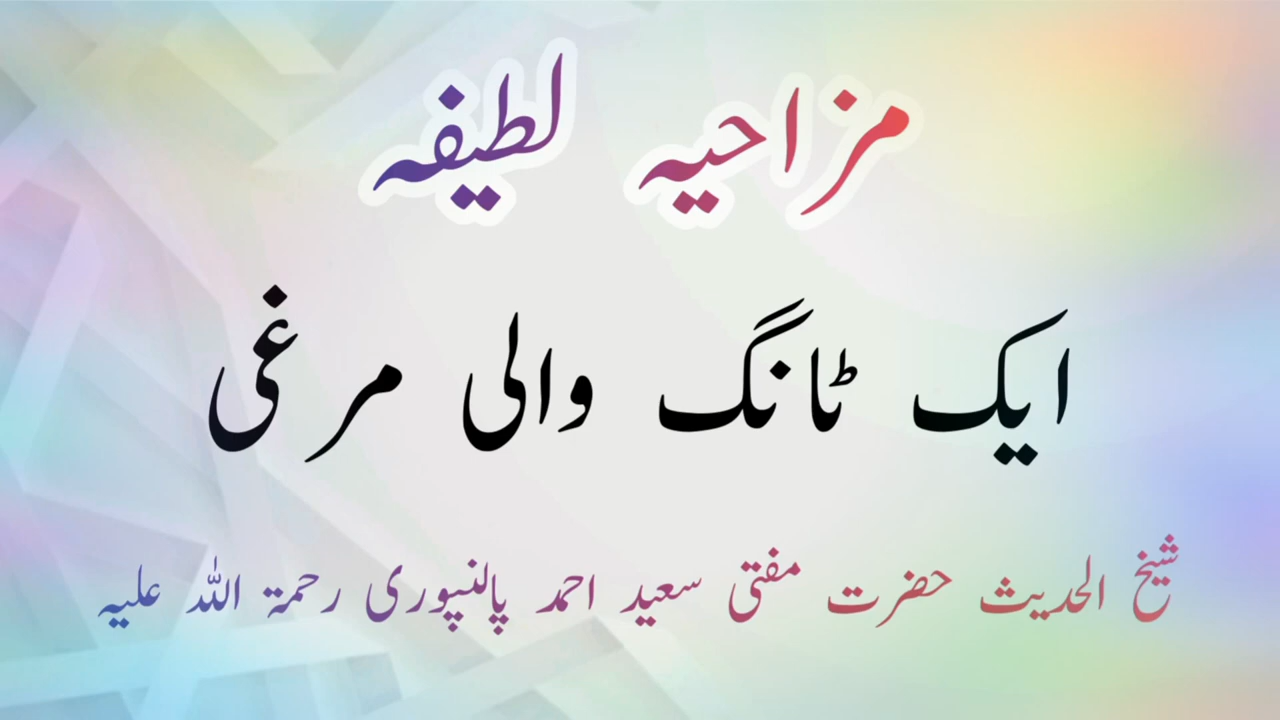 مزاحیہ لطیفہ
ایک ٹانگ والی مرغی
شیخ الحدیث حضرت مفتی سعید احمد پالنپوری رحمۃ اللہ علیہ